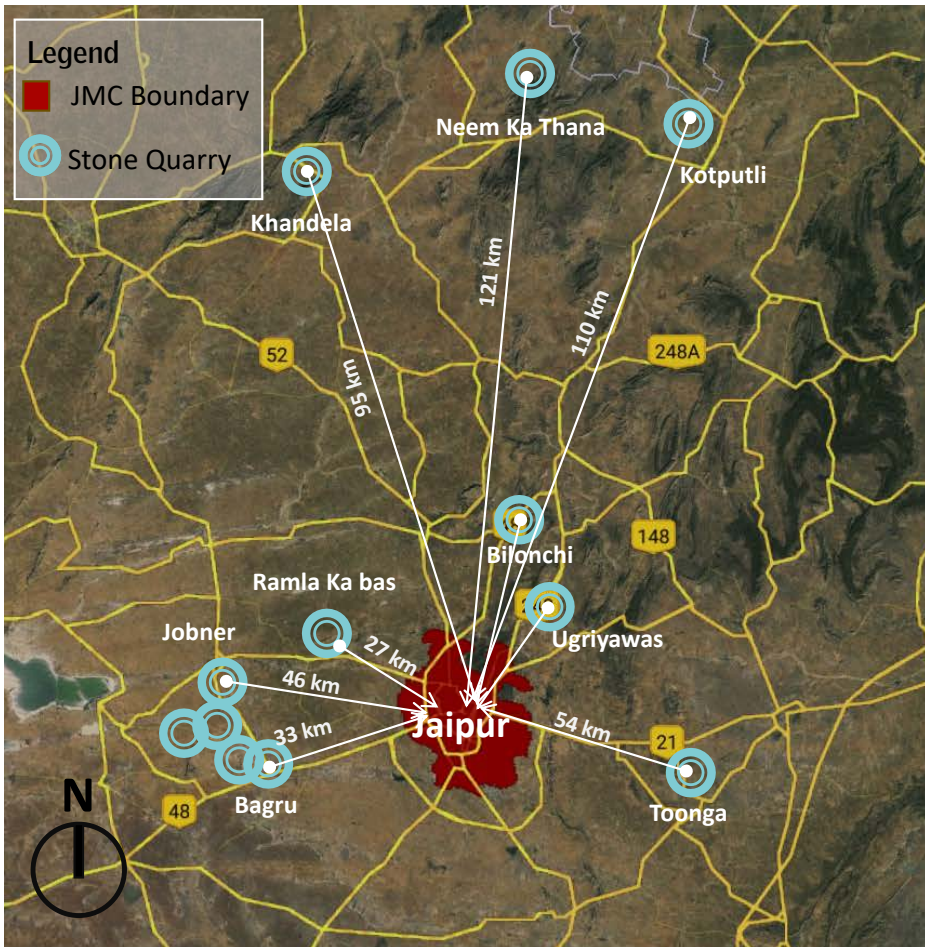 Legend
JMC Boundary
Stone Quarry
Neem Ka Thana
Kotputli
Khandela
121 km
110 km
95 km
52
248A
148
Bilonchi
Ramla Ka bas
Ugriyawas
Jobner
27 km
46 km
33 km
Jaipur
54 km
21
Bagru
48
Toonga
N